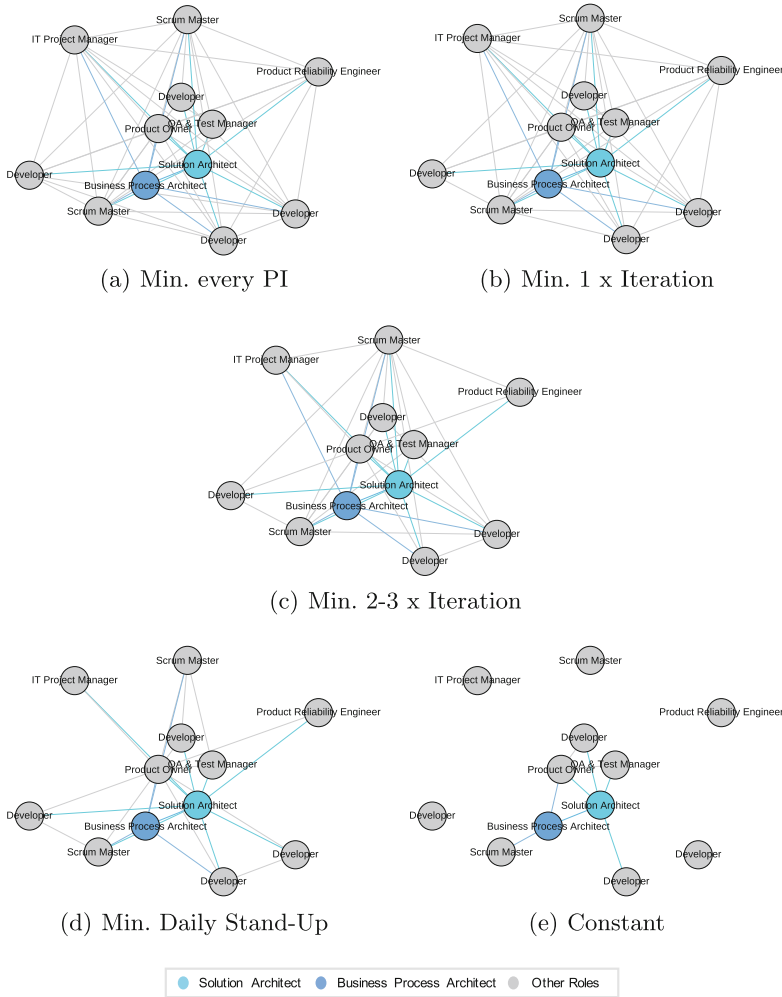 Scrum Master
IT Project Manager
Product Reliability Engineer
Developer
QA & Test Manager
Product Owner
Solution Architect
Developer
Business Process Architect
Scrum Master
Developer
Developer
(a) Min. every PI
Scrum Master
IT Project Manager
Product Reliability Engineer
Developer
QA & Test Manager
Product Owner
Solution Architect
Developer
Business Process Architect
Scrum Master
Developer
Developer
(b) Min. 1 x Iteration
Scrum Master
IT Project Manager
Product Reliability Engineer
Developer
QA & Test Manager
Product Owner
Solution Architect
Developer
Business Process Architect
Scrum Master
Developer
Developer
(c) Min. 2-3 x Iteration
Scrum Master
IT Project Manager
Product Reliability Engineer
Developer
QA & Test Manager
Product Owner
Solution Architect
Developer
Business Process Architect
Scrum Master
Developer
Developer
(d) Min. Daily Stand-Up
Scrum Master
IT Project Manager
Product Reliability Engineer
Developer
QA & Test Manager
Product Owner
Solution Architect
Developer
Business Process Architect
Scrum Master
Developer
Developer
(e) Constant
Solution Architect Business Process Architect Other Roles